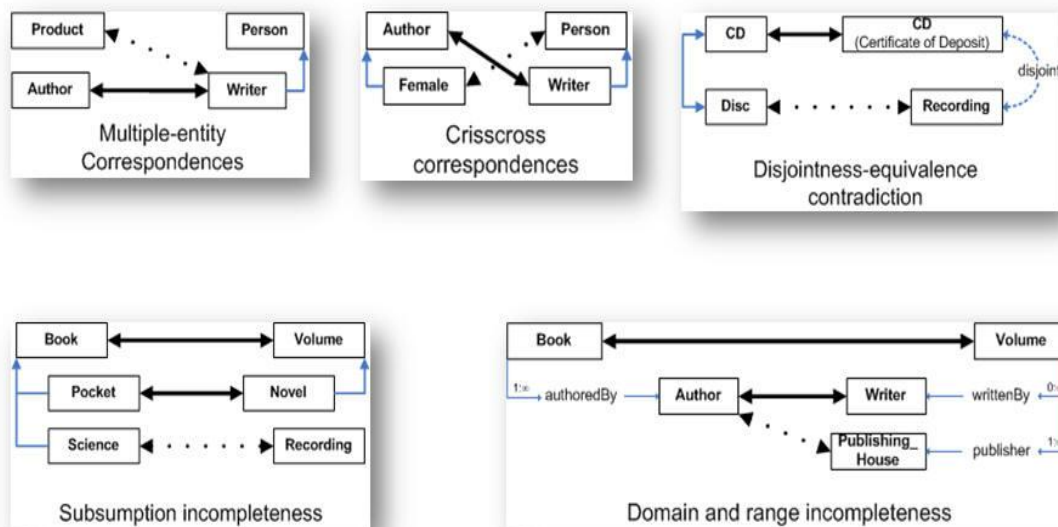 Product
Person
Author
Writer
Multiple-entity
Correspondences
Author
Person
Female
Writer
Crisscross
correspondences
CD
CD
(Certificate of Deposit)
disjoint
Disc
Recording
Disjointness-equivalence
contradiction
Book
Volume
Pocket
Novel
Science
Recording
Subsumption incompleteness
Book
Volume
1:∞
authoredBy
Author
Writer
writtenBy
Publishing_
House
publisher
Domain and range incompleteness